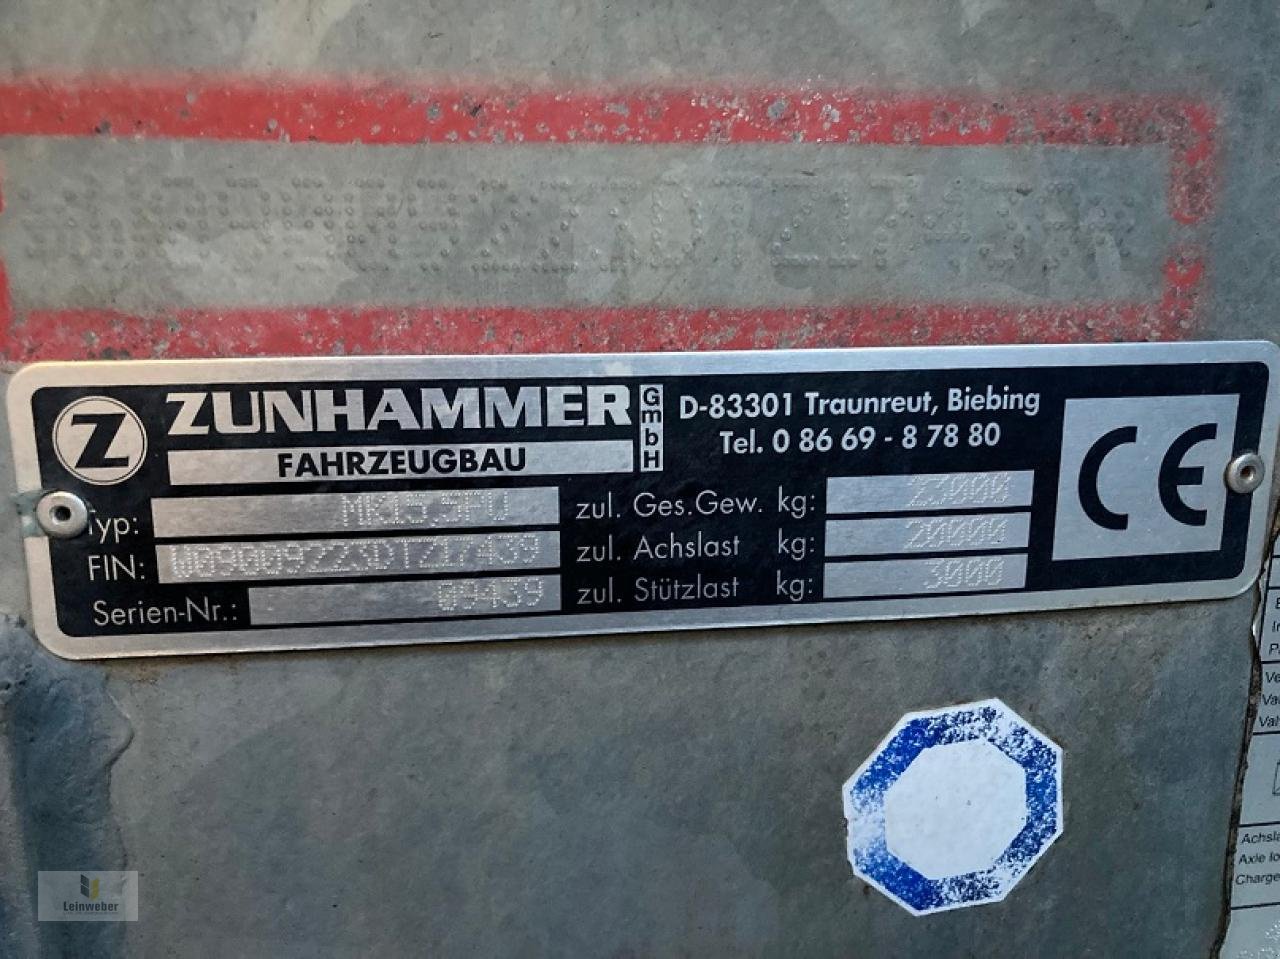 Z ZUNHAMMER GmbH
FAHRZEUGBAU
D-83301 Traunreut, Biebing
Tel. 0 86 69 - 8 78 80
CE
Typ: MK15,5PU
FIN: W09009223DTZ17439
Serien-Nr.: 09439
zul. Ges.Gew. kg: 23000
zul. Achslast kg: 20000
zul. Stützlast kg: 3000
Leinweber